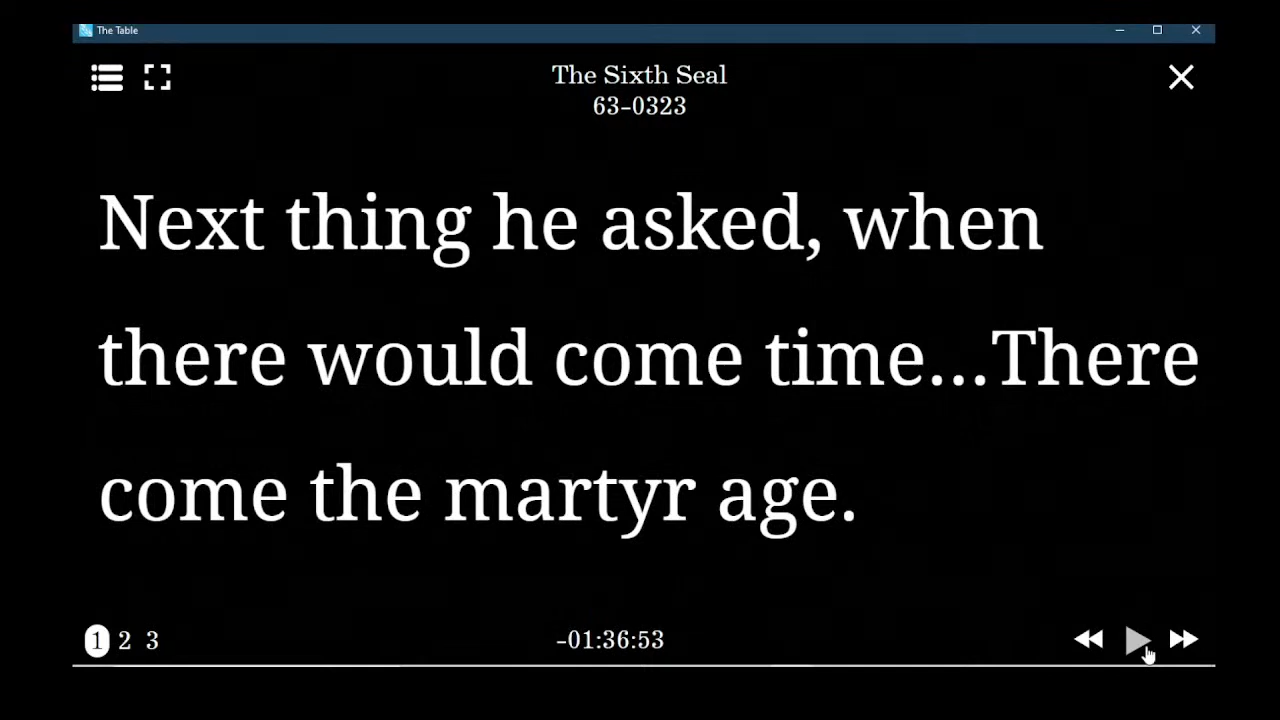 The Table
The Sixth Seal
63-0323
Next thing he asked, when
there would come time...There
come the martyr age.
1 2 3
-01:36:53